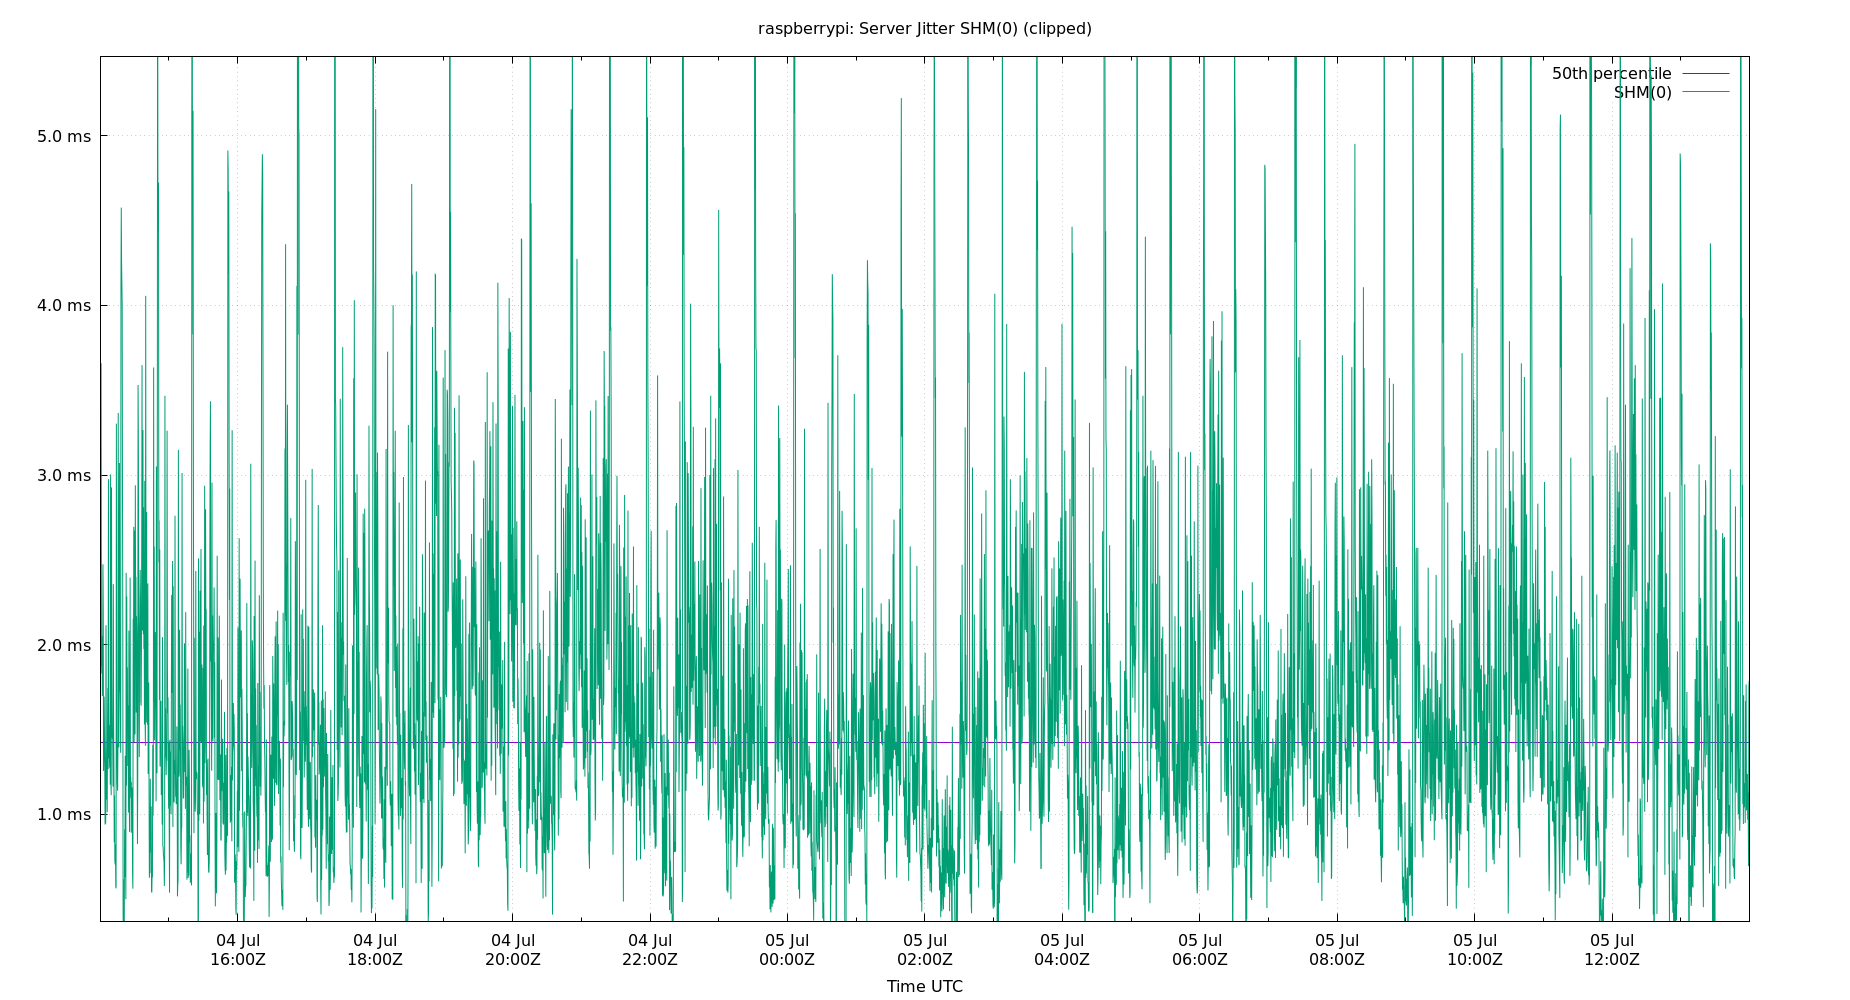 raspberrypi: Server Jitter SHM(0) (clipped)
50th percentile
SHM(0)
5.0 ms
4.0 ms
3.0 ms
2.0 ms
1.0 ms
04 Jul 04 Jul 04 Jul 04 Jul 05 Jul 05 Jul 05 Jul 05 Jul 05 Jul 05 Jul 05 Jul
16:00Z 18:00Z 20:00Z 22:00Z 00:00Z 02:00Z 04:00Z 06:00Z 08:00Z 10:00Z 12:00Z
Time UTC